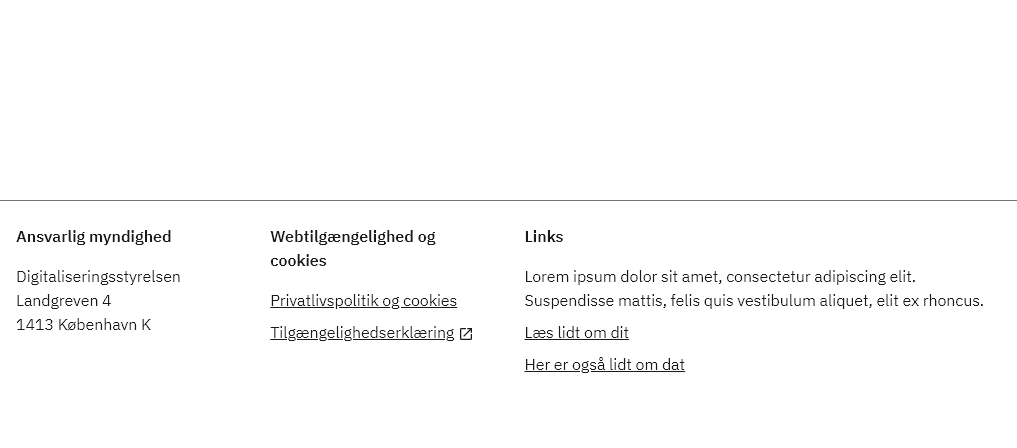 Ansvarlig myndighed
Digitaliseringsstyrelsen
Landgreven 4
1413 København K
Webtilgængelighed og
cookies
Privatlivspolitik og cookies
Tilgængelighedserklæring
Links
Lorem ipsum dolor sit amet, consectetur adipiscing elit.
Suspendisse mattis, felis quis vestibulum aliquet, elit ex rhoncus.
Læs lidt om dit
Her er også lidt om dat